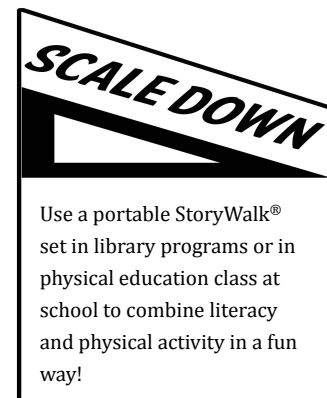 SCALE DOWN
Use a portable StoryWalk®
set in library programs or in
physical education class at
school to combine literacy
and physical activity in a fun
way!